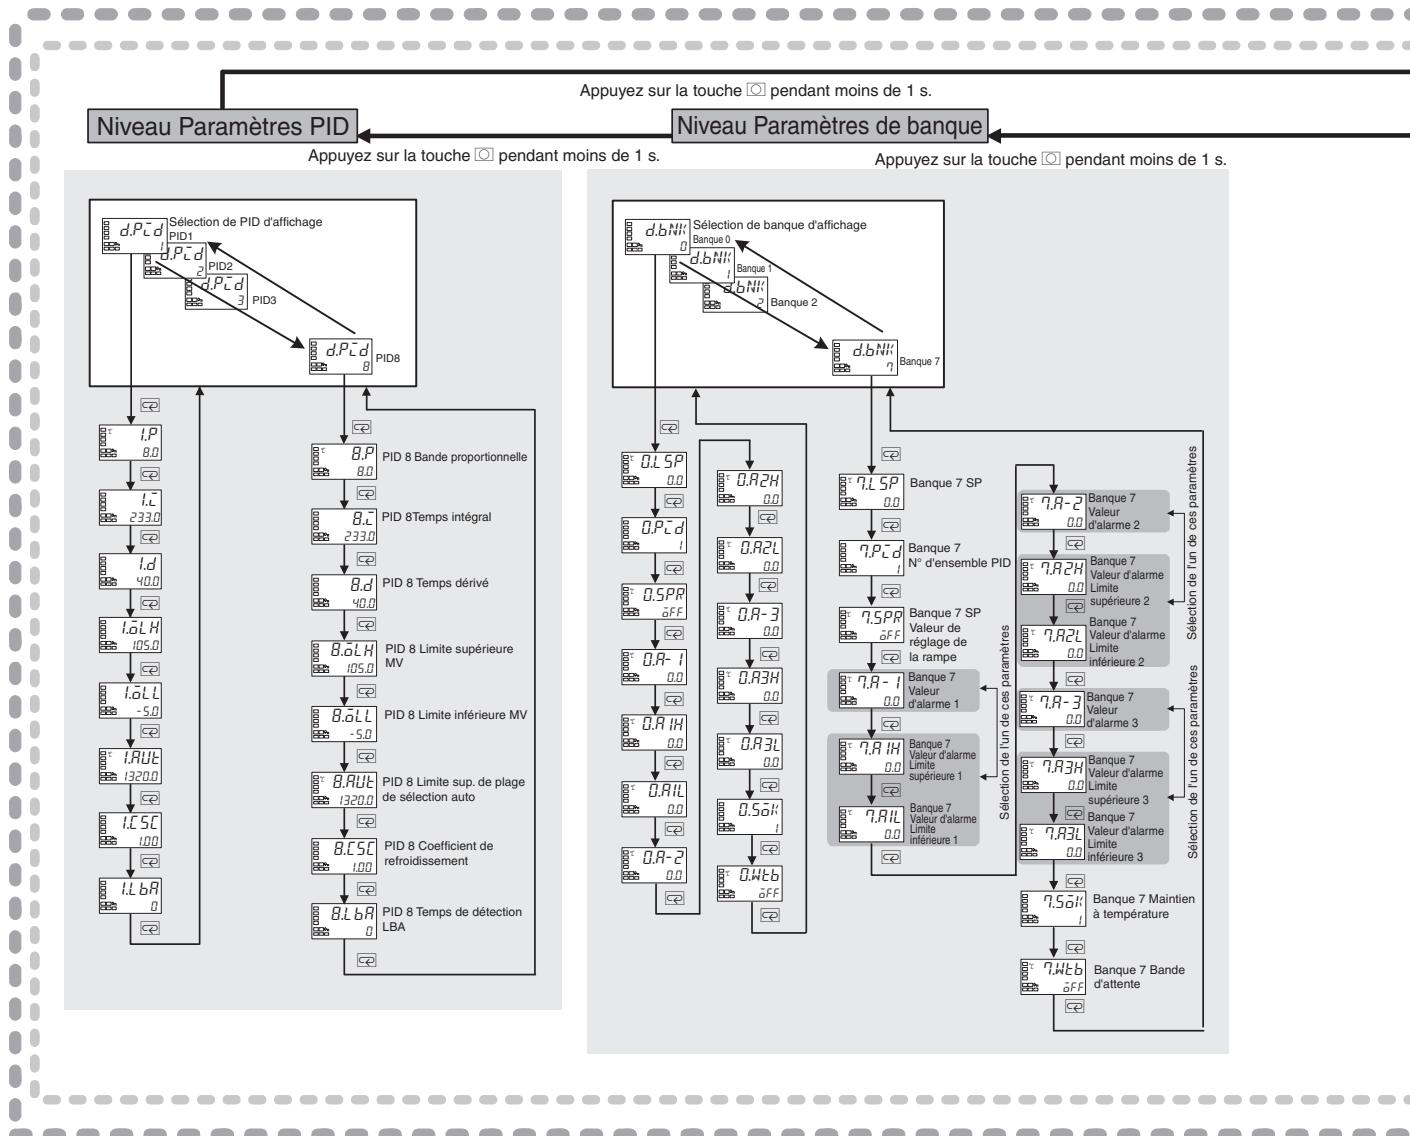 Appuyez sur la touche pendant moins de 1 s.
Niveau Paramètres PID
Niveau Paramètres de banque
Appuyez sur la touche pendant moins de 1 s.
Appuyez sur la touche pendant moins de 1 s.
Sélection de PID d'affichage
d.Pid
1
PID1
d.Pid
2
PID2
d.Pid
3
PID3
d.Pid
8
PID8
1.P
8.0
1.i
233.0
1.d
40.0
1.oLH
105.0
1.oLL
-5.0
1.AUt
1320.0
1.CSC
1.00
1.LbA
0
8.P
8.0
PID 8 Bande proportionnelle
8.i
233.0
PID 8Temps intégral
8.d
40.0
PID 8 Temps dérivé
8.oLH
105.0
PID 8 Limite supérieure
MV
8.oLL
-5.0
PID 8 Limite inférieure MV
8.AUt
1320.0
PID 8 Limite sup. de plage
de sélection auto
8.CSC
1.00
PID 8 Coefficient de
refroidissement
8.LbA
0
PID 8 Temps de détection
LBA
Sélection de banque d'affichage
d.bNK
0
Banque 0
d.bNK
1
Banque 1
d.bNK
2
Banque 2
d.bNK
7
Banque 7
0.LSP
0.0
0.Pid
1
0.SPR
oFF
0.A-1
0.0
0.A1H
0.0
0.A1L
0.0
0.A-2
0.0
0.A2H
0.0
0.A2L
0.0
0.A-3
0.0
0.A3H
0.0
0.A3L
0.0
0.SoK
1
0.Wtb
oFF
7.LSP
0.0
Banque 7 SP
7.Pid
1
Banque 7
N° d'ensemble PID
7.SPR
oFF
Banque 7 SP
Valeur de
réglage de
la rampe
7.A-1
0.0
Banque 7
Valeur
d'alarme 1
7.A1H
0.0
Banque 7
Valeur d'alarme
Limite
supérieure 1
7.A1L
0.0
Banque 7
Valeur d'alarme
Limite
inférieure 1
Sélection de l'un de ces paramètres
7.A-2
0.0
Banque 7
Valeur
d'alarme 2
7.A2H
0.0
Banque 7
Valeur d'alarme
Limite
supérieure 2
7.A2L
0.0
Banque 7
Valeur d'alarme
Limite
inférieure 2
Sélection de l'un de ces paramètres
7.A-3
0.0
Banque 7
Valeur
d'alarme 3
7.A3H
0.0
Banque 7
Valeur d'alarme
Limite
supérieure 3
7.A3L
0.0
Banque 7
Valeur d'alarme
Limite
inférieure 3
Sélection de l'un de ces paramètres
7.SoK
1
Banque 7 Maintien
à température
7.Wtb
oFF
Banque 7 Bande
d'attente